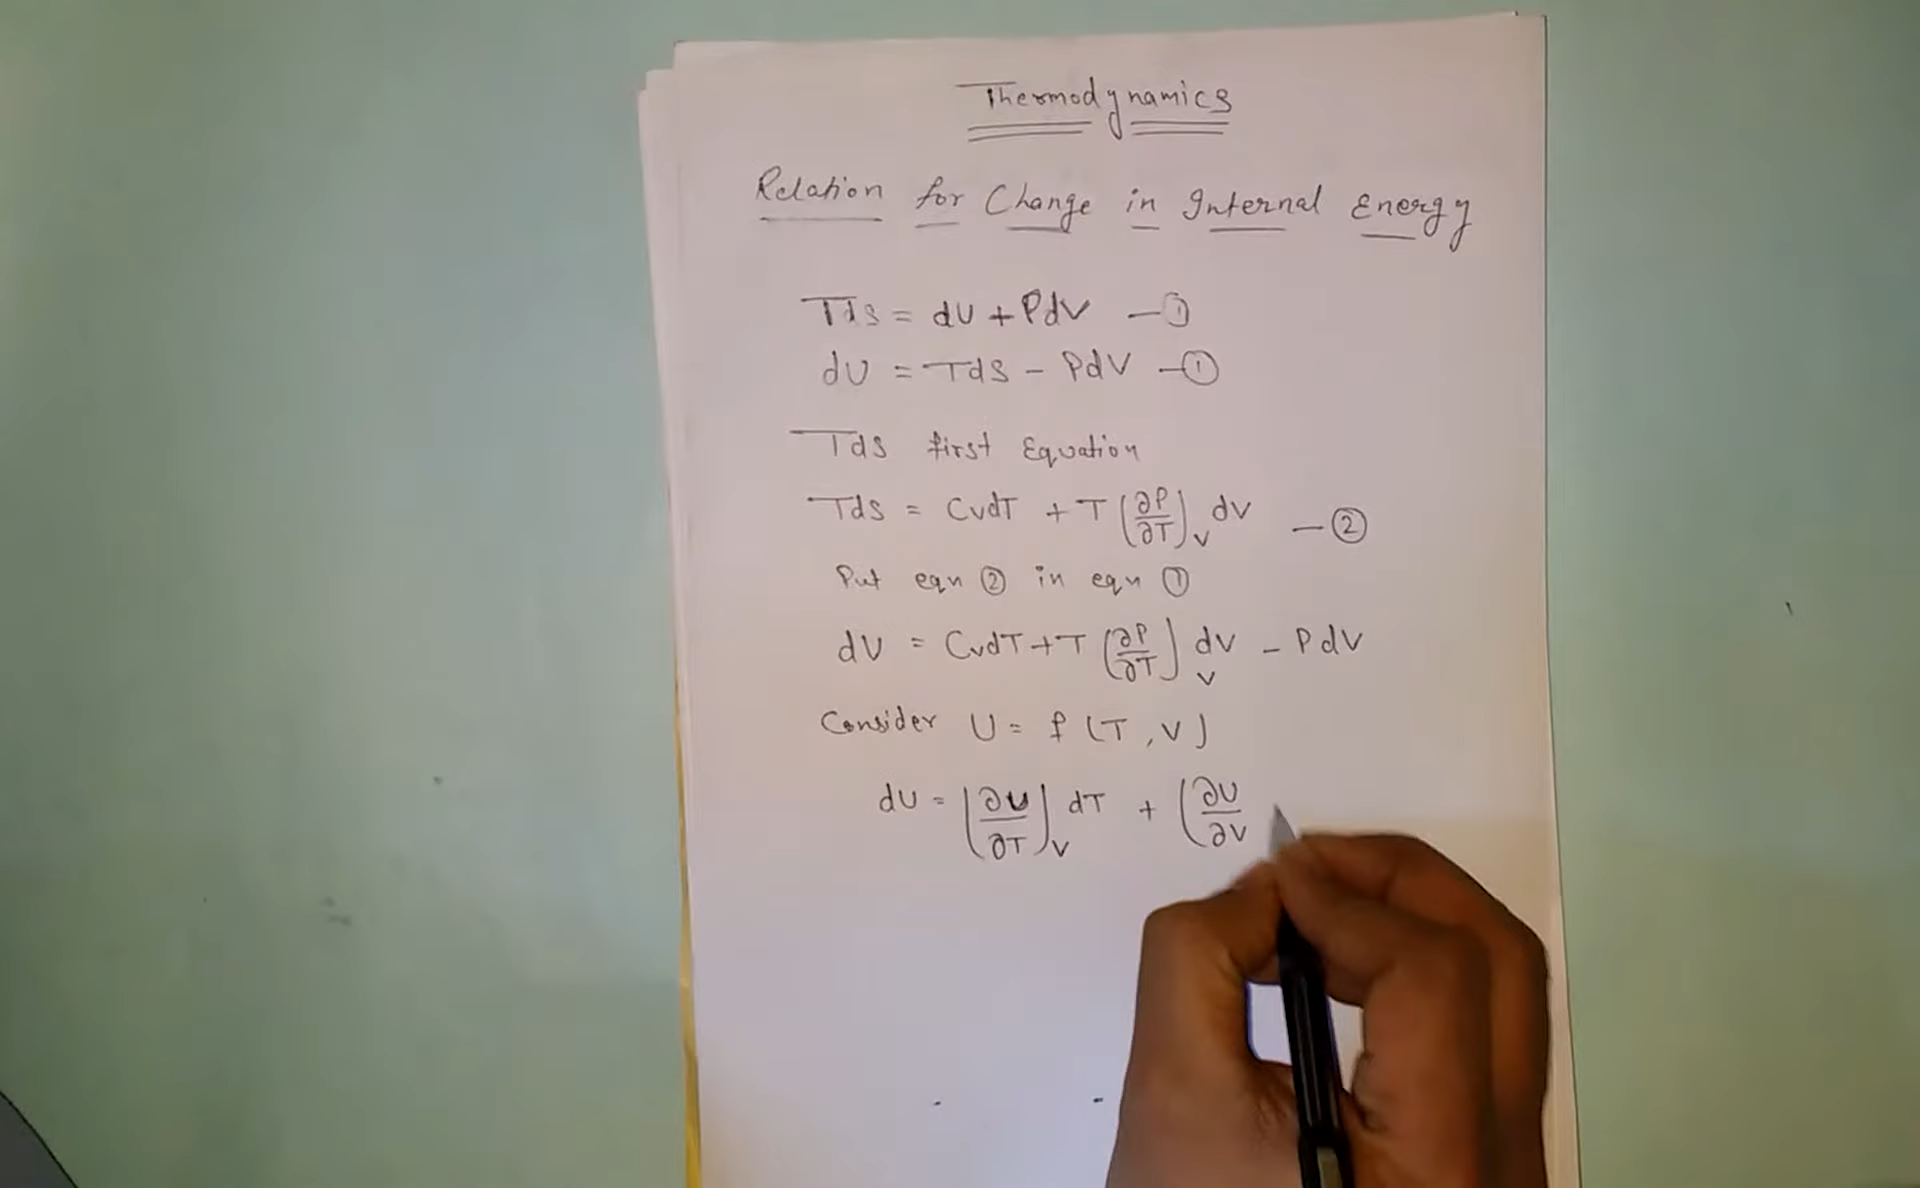 Thermodynamics
Relation for Change in Internal Energy
Tds = dU + PdV — ①
dU = Tds - PdV — ①
Tds first Equation
Tds = CvdT + T (∂P/∂T)v dV — ②
Put eqn ② in eqn ①
dU = CvdT + T (∂P/∂T)v dV - PdV
Consider U = f (T, V)
dU = (∂U/∂T)v dT + (∂U/∂V